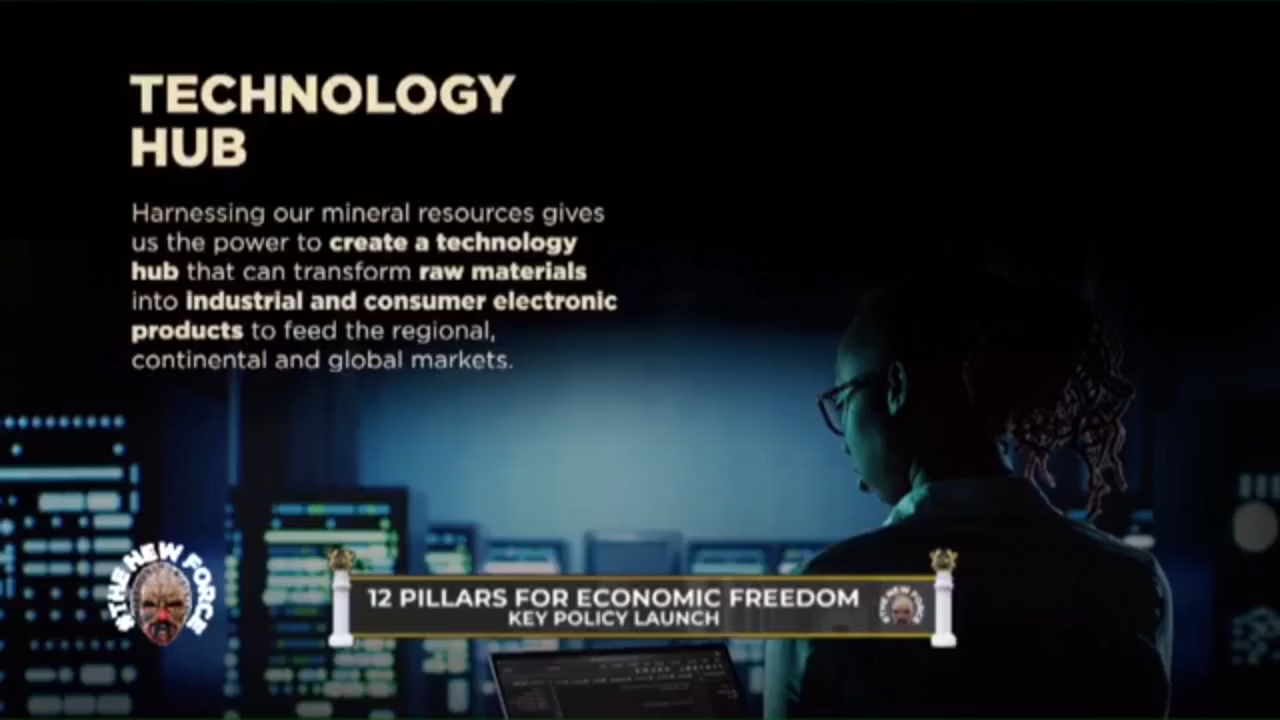 TECHNOLOGY
HUB
Harnessing our mineral resources gives
us the power to create a technology
hub that can transform raw materials
into industrial and consumer electronic
products to feed the regional,
continental and global markets.
#THE NEW FORCE
12 PILLARS FOR ECONOMIC FREEDOM
KEY POLICY LAUNCH